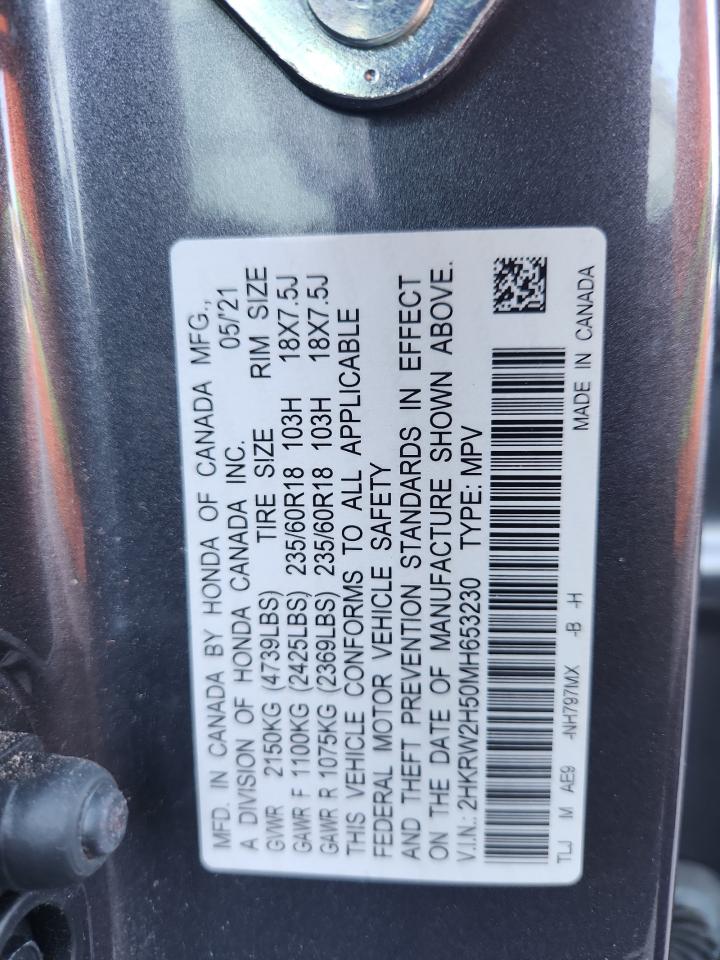 MFD. IN CANADA BY HONDA OF CANADA MFG.,
A DIVISION OF HONDA CANADA INC. 05/'21
GVWR 2150KG (4739LBS) TIRE SIZE RIM SIZE
GAWR F 1100KG (2425LBS) 235/60R18 103H 18X7.5J
GAWR R 1075KG (2369LBS) 235/60R18 103H 18X7.5J
THIS VEHICLE CONFORMS TO ALL APPLICABLE
FEDERAL MOTOR VEHICLE SAFETY
AND THEFT PREVENTION STANDARDS IN EFFECT
ON THE DATE OF MANUFACTURE SHOWN ABOVE.
V.I.N.: 2HKRW2H50MH653230 TYPE: MPV
TLJ M AE9 -NH797MX -B -H MADE IN CANADA